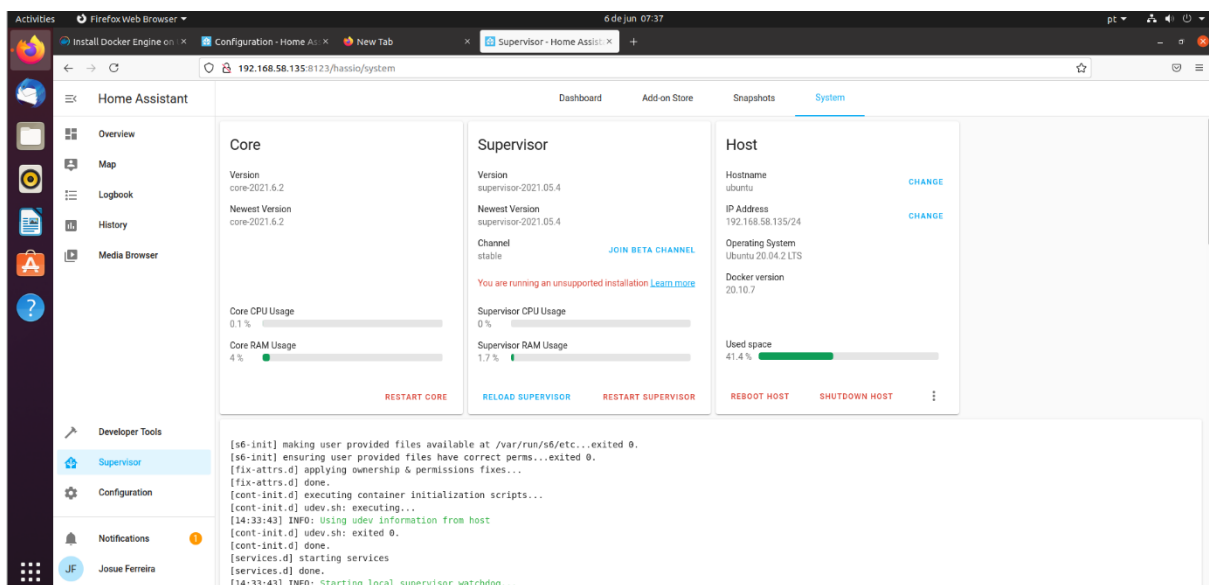 Activities
Firefox Web Browser
6 de jun 07:37
pt
Install Docker Engine on
Configuration - Home As
New Tab
Supervisor - Home Assist
192.168.58.135:8123/hassio/system
Home Assistant
Dashboard
Add-on Store
Snapshots
System
Overview
Map
Logbook
History
Media Browser
Developer Tools
Supervisor
Configuration
Notifications
1
JF
Josue Ferreira
Core
Version
core-2021.6.2
Newest Version
core-2021.6.2
Core CPU Usage
0.1 %
Core RAM Usage
4 %
RESTART CORE
Supervisor
Version
supervisor-2021.05.4
Newest Version
supervisor-2021.05.4
Channel
stable
JOIN BETA CHANNEL
You are running an unsupported installation Learn more
Supervisor CPU Usage
0 %
Supervisor RAM Usage
1.7 %
RELOAD SUPERVISOR
RESTART SUPERVISOR
Host
Hostname
ubuntu
CHANGE
IP Address
192.168.58.135/24
CHANGE
Operating System
Ubuntu 20.04.2 LTS
Docker version
20.10.7
Used space
41.4 %
REBOOT HOST
SHUTDOWN HOST
[s6-init] making user provided files available at /var/run/s6/etc...exited 0.
[s6-init] ensuring user provided files have correct perms...exited 0.
[fix-attrs.d] applying ownership & permissions fixes...
[fix-attrs.d] done.
[cont-init.d] executing container initialization scripts...
[cont-init.d] udev.sh: executing...
[14:33:43] INFO: Using udev information from host
[cont-init.d] udev.sh: exited 0.
[cont-init.d] done.
[services.d] starting services
[services.d] done.
[14:33:43] INFO: Starting local supervisor watchdog...